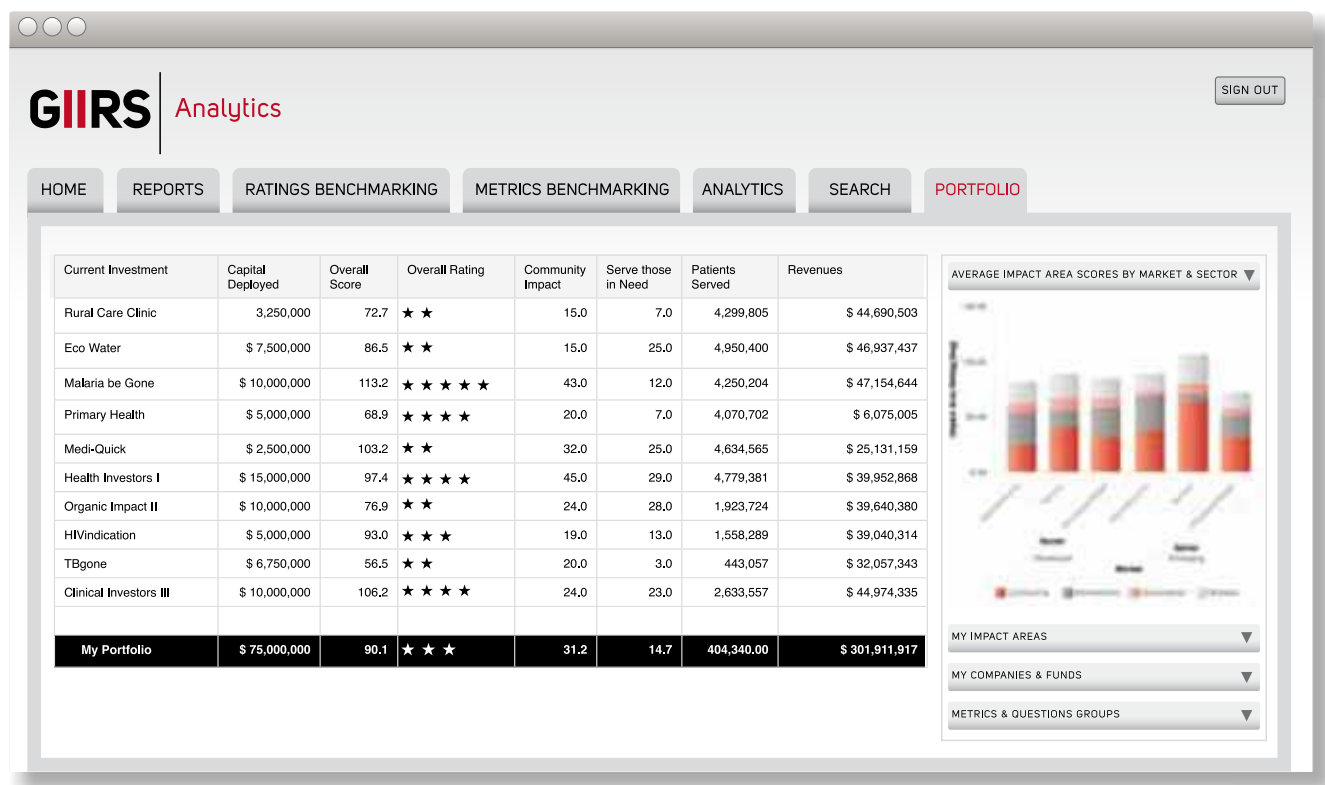 GIIRS Analytics
SIGN OUT
HOME REPORTS RATINGS BENCHMARKING METRICS BENCHMARKING ANALYTICS SEARCH PORTFOLIO
Current Investment Capital Deployed Overall Score Overall Rating Community Impact Serve those in Need Patients Served Revenues
Rural Care Clinic 3,250,000 72.7 ★ ★ 15.0 7.0 4,299,805 $ 44,690,503
Eco Water $ 7,500,000 86.5 ★ ★ 15.0 25.0 4,950,400 $ 46,937,437
Malaria be Gone $ 10,000,000 113.2 ★ ★ ★ ★ ★ 43.0 12.0 4,250,204 $ 47,154,644
Primary Health $ 5,000,000 68.9 ★ ★ ★ ★ 20.0 7.0 4,070,702 $ 6,075,005
Medi-Quick $ 2,500,000 103.2 ★ ★ 32.0 25.0 4,634,565 $ 25,131,159
Health Investors I $ 15,000,000 97.4 ★ ★ ★ ★ 45.0 29.0 4,779,381 $ 39,952,868
Organic Impact II $ 10,000,000 76.9 ★ ★ 24.0 28.0 1,923,724 $ 39,640,380
HIVindication $ 5,000,000 93.0 ★ ★ ★ 19.0 13.0 1,558,289 $ 39,040,314
TBgone $ 6,750,000 56.5 ★ ★ 20.0 3.0 443,057 $ 32,057,343
Clinical Investors III $ 10,000,000 106.2 ★ ★ ★ ★ 24.0 23.0 2,633,557 $ 44,974,335
My Portfolio $ 75,000,000 90.1 ★ ★ ★ 31.2 14.7 404,340.00 $ 301,911,917
AVERAGE IMPACT AREA SCORES BY MARKET & SECTOR
MY IMPACT AREAS
MY COMPANIES & FUNDS
METRICS & QUESTIONS GROUPS